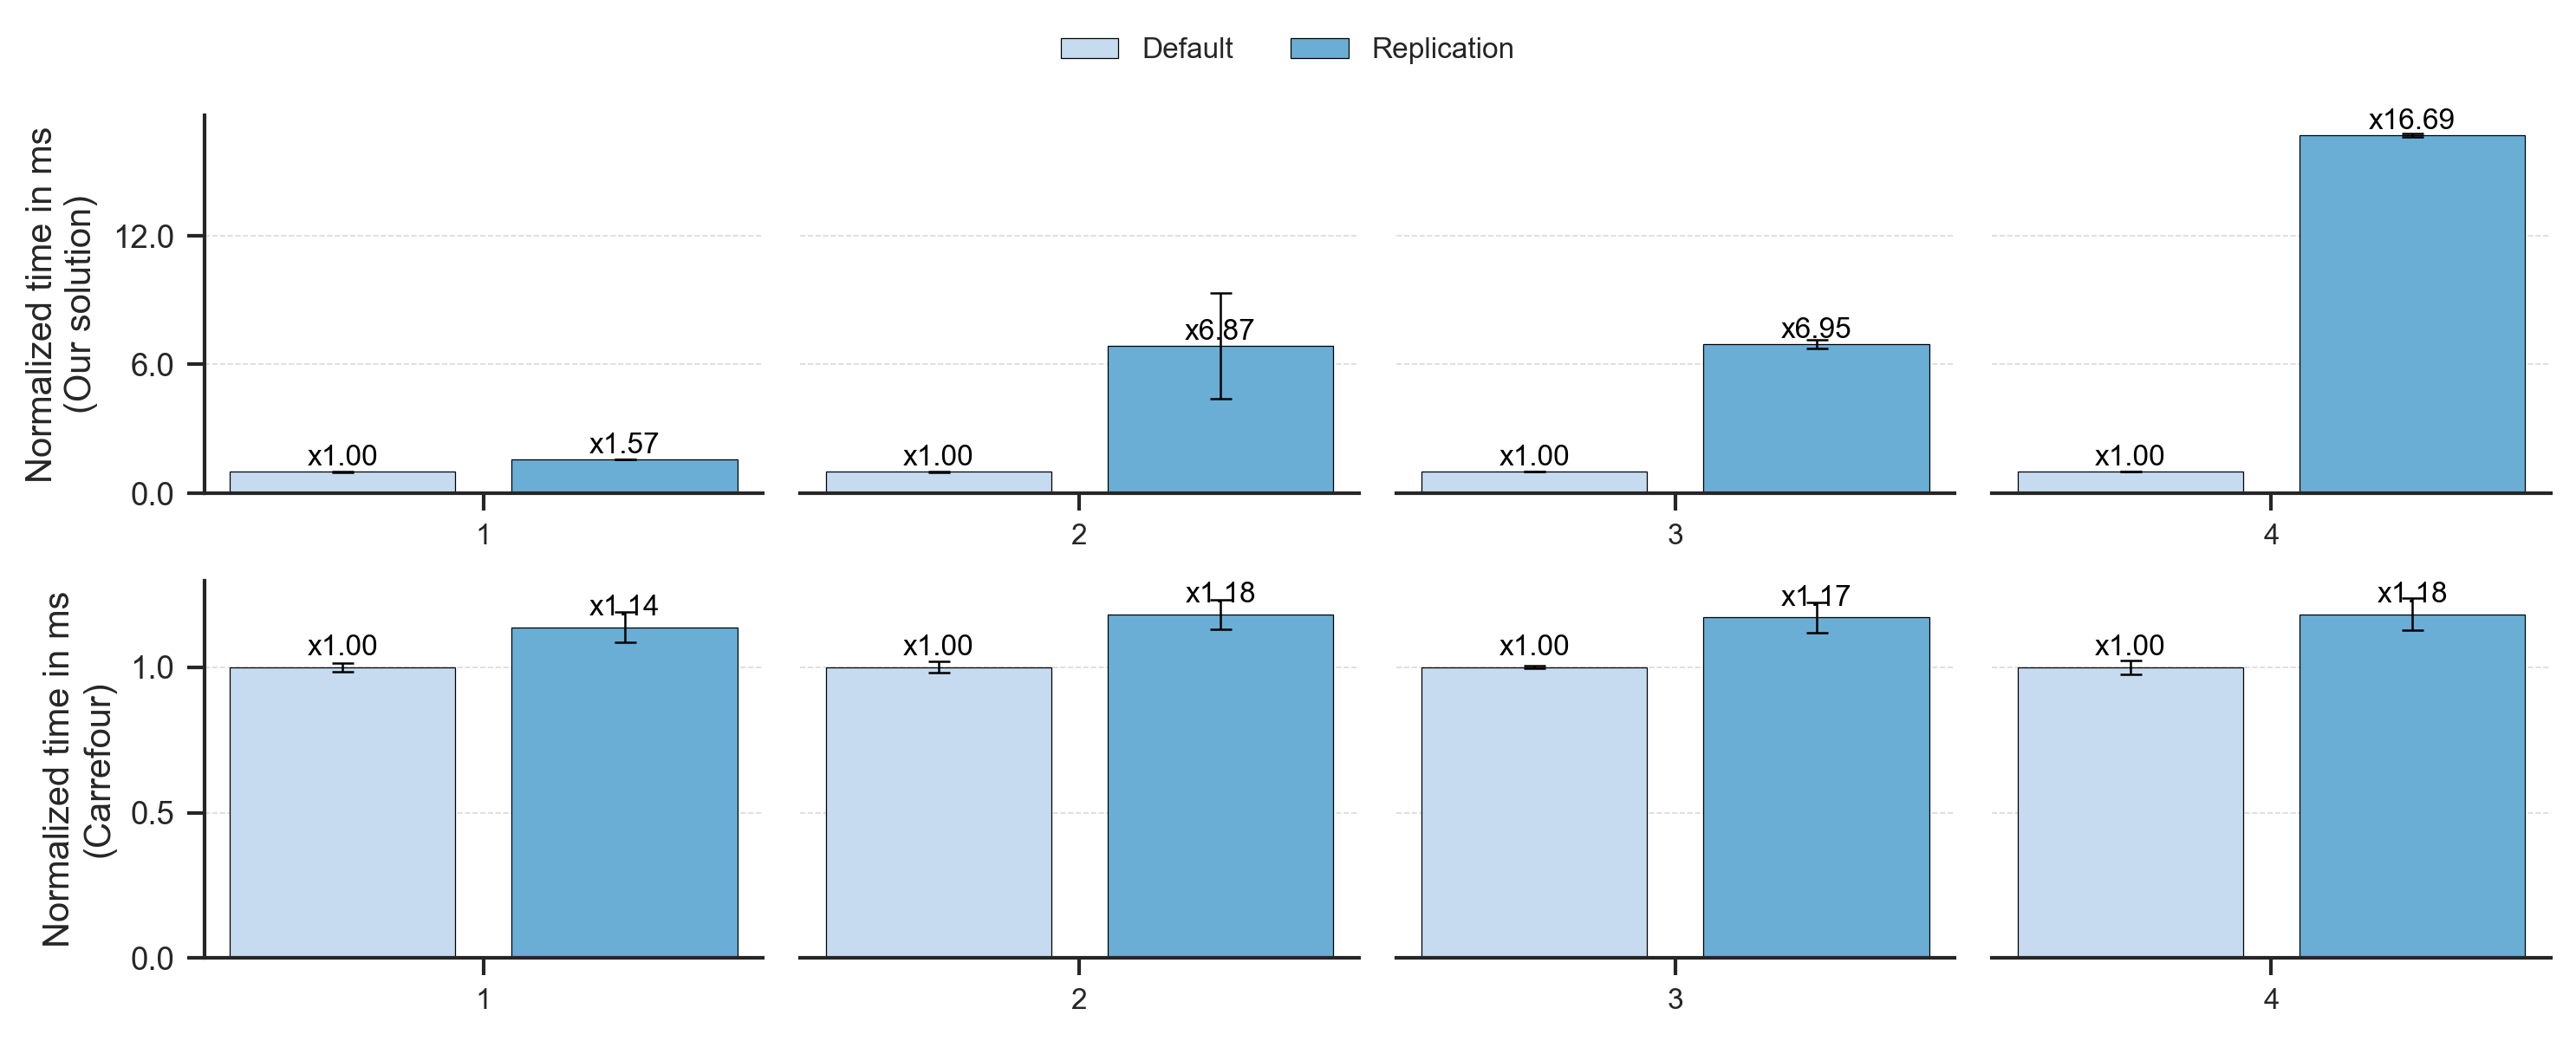 Default Replication
Normalized time in ms
(Our solution)
12.0
6.0
0.0
x1.00
x1.57
x1.00
x6.87
x1.00
x6.95
x1.00
x16.69
1
2
3
4
Normalized time in ms
(Carrefour)
1.0
0.5
0.0
x1.00
x1.14
x1.00
x1.18
x1.00
x1.17
x1.00
x1.18
1
2
3
4